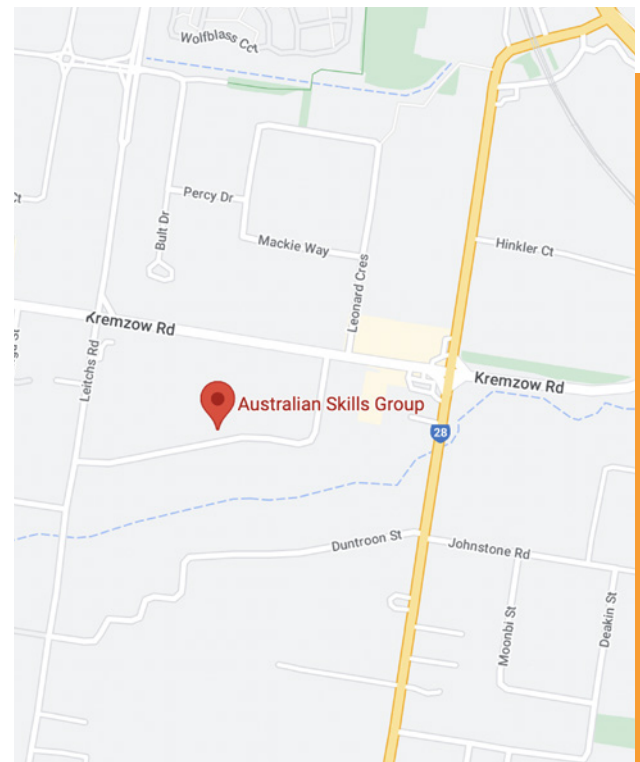 Wolfblass Cct
Percy Dr
Bult Dr
Mackie Way
Leonard Cres
Hinkler Ct
Kremzow Rd
Leitchs Rd
Kremzow Rd
Australian Skills Group
28
Duntroon St
Johnstone Rd
Moonbi St
Deakin St